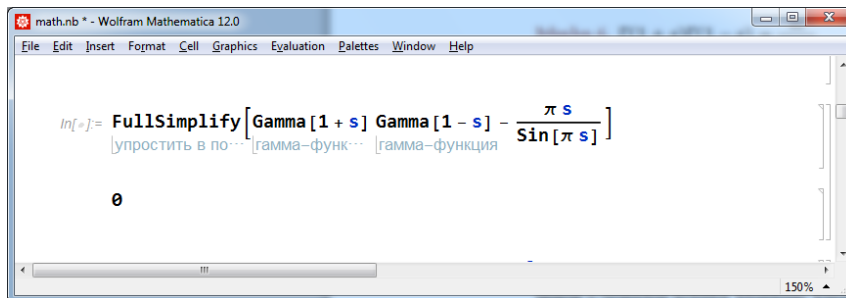 math.nb * - Wolfram Mathematica 12.0
File Edit Insert Format Cell Graphics Evaluation Palettes Window Help
In[∘]:= FullSimplify[Gamma[1 + s] Gamma[1 - s] - π s / Sin[π s]]
упростить в по⋯ гамма-функ⋯ гамма-функция
0
150%